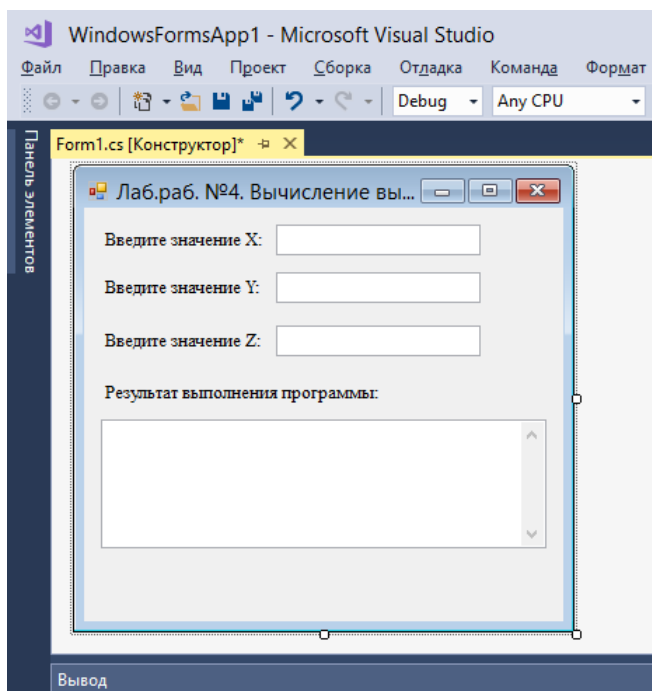 WindowsFormsApp1 - Microsoft Visual Studio
Файл Правка Вид Проект Сборка Отладка Команда Формат
Debug Any CPU
Панель элементов
Form1.cs [Конструктор]*
Лаб.раб. №4. Вычисление вы...
Введите значение X:
Введите значение Y:
Введите значение Z:
Результат выполнения программы:
Вывод